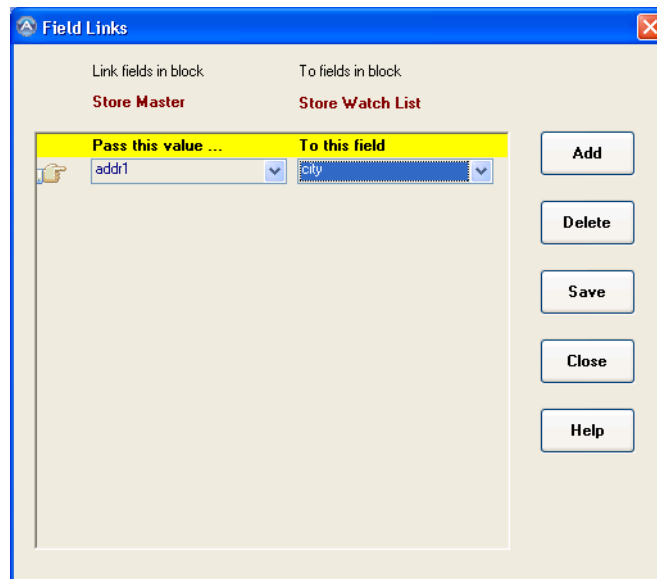 Field Links
Link fields in block To fields in block
Store Master Store Watch List
Pass this value ... To this field
addr1 city
Add
Delete
Save
Close
Help